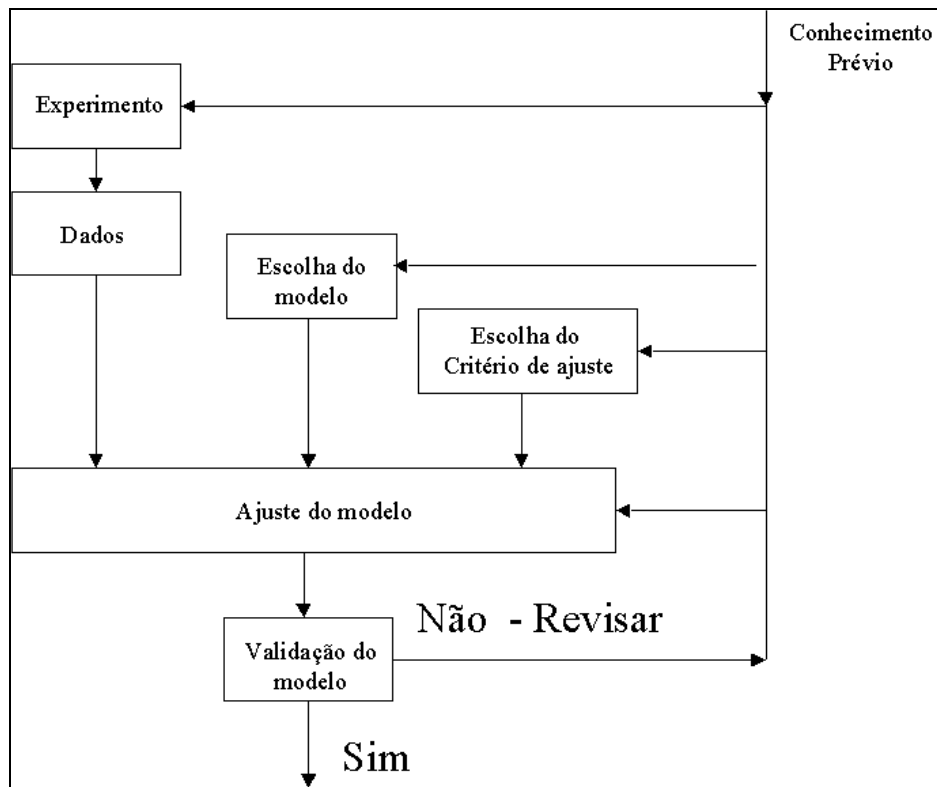 Conhecimento
Prévio
Experimento
Dados
Escolha do
modelo
Escolha do
Critério de ajuste
Ajuste do modelo
Não - Revisar
Validação do
modelo
Sim